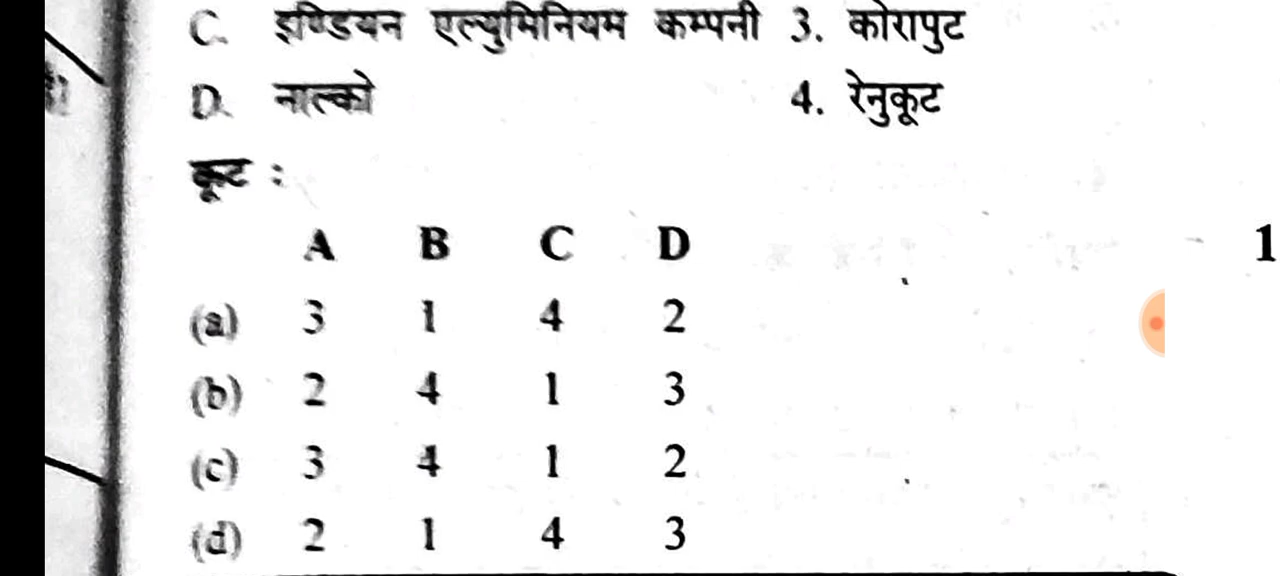 C. इण्डियन एल्युमिनियम कम्पनी 3. कोरापुट
D. नाल्को 4. रेनुकूट
कूट :
A B C D
1
(a) 3 1 4 2
(b) 2 4 1 3
(c) 3 4 1 2
(d) 2 1 4 3